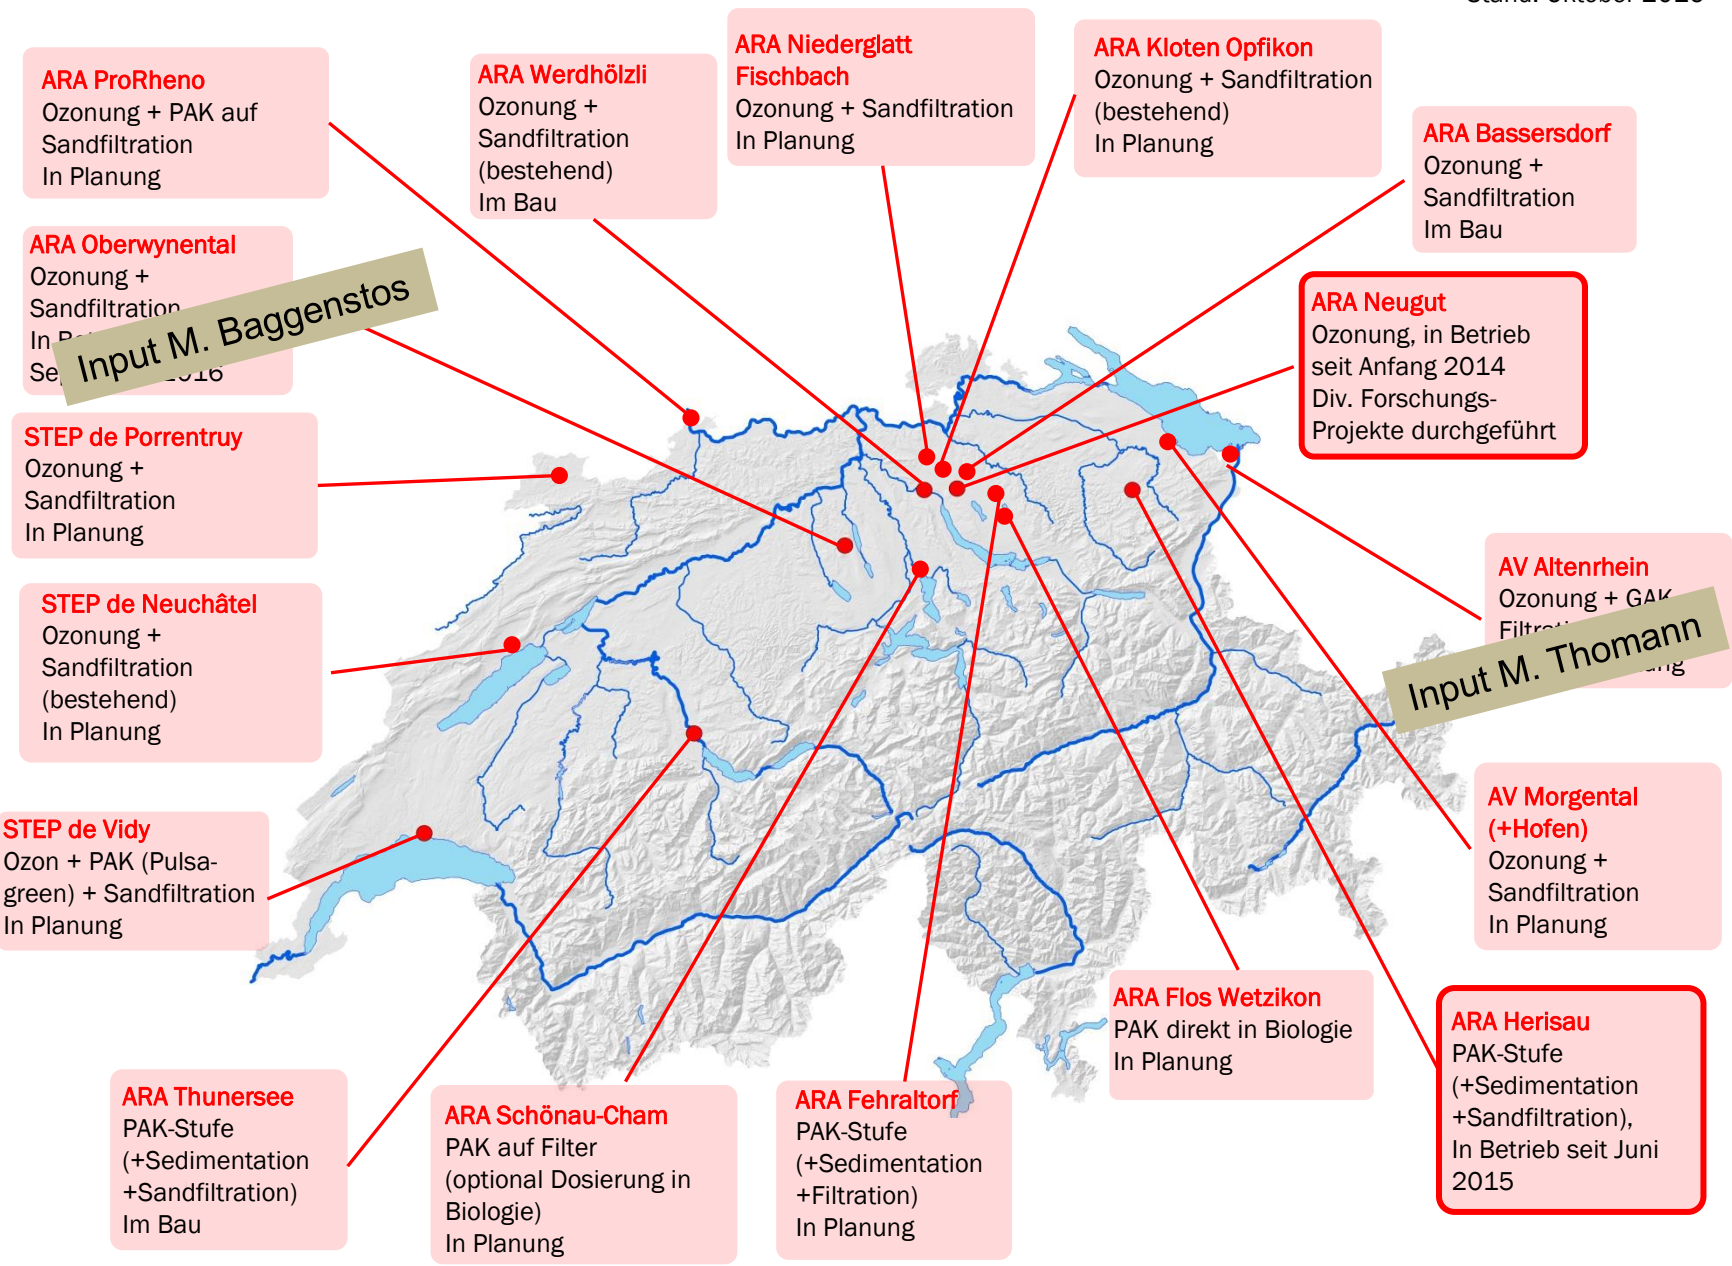 ARA ProRheno
Ozonung + PAK auf
Sandfiltration
In Planung
ARA Werdhölzli
Ozonung +
Sandfiltration
(bestehend)
Im Bau
ARA Niederglatt
Fischbach
Ozonung + Sandfiltration
In Planung
ARA Kloten Opfikon
Ozonung + Sandfiltration
(bestehend)
In Planung
ARA Bassersdorf
Ozonung +
Sandfiltration
Im Bau
ARA Oberwynental
Ozonung +
Sandfiltration
In
Input M. Baggenstos
ARA Neugut
Ozonung, in Betrieb
seit Anfang 2014
Div. Forschungs-
Projekte durchgeführt
STEP de Porrentruy
Ozonung +
Sandfiltration
In Planung
STEP de Neuchâtel
Ozonung +
Sandfiltration
(bestehend)
In Planung
AV Altenrhein
Ozonung + GAK
Input M. Thomann
STEP de Vidy
Ozon + PAK (Pulsa-
green) + Sandfiltration
In Planung
AV Morgental
(+Hofen)
Ozonung +
Sandfiltration
In Planung
ARA Thunersee
PAK-Stufe
(+Sedimentation
+Sandfiltration)
Im Bau
ARA Schönau-Cham
PAK auf Filter
(optional Dosierung in
Biologie)
In Planung
ARA Fehraltorf
PAK-Stufe
(+Sedimentation
+Filtration)
In Planung
ARA Flos Wetzikon
PAK direkt in Biologie
In Planung
ARA Herisau
PAK-Stufe
(+Sedimentation
+Sandfiltration),
In Betrieb seit Juni
2015